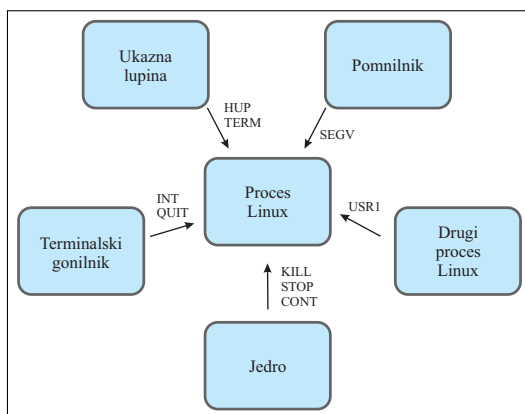 Ukazna
lupina
Pomnilnik
HUP
TERM
SEGV
Proces
Linux
INT
QUIT
USR1
Terminalski
gonilnik
Drugi
proces
Linux
KILL
STOP
CONT
Jedro